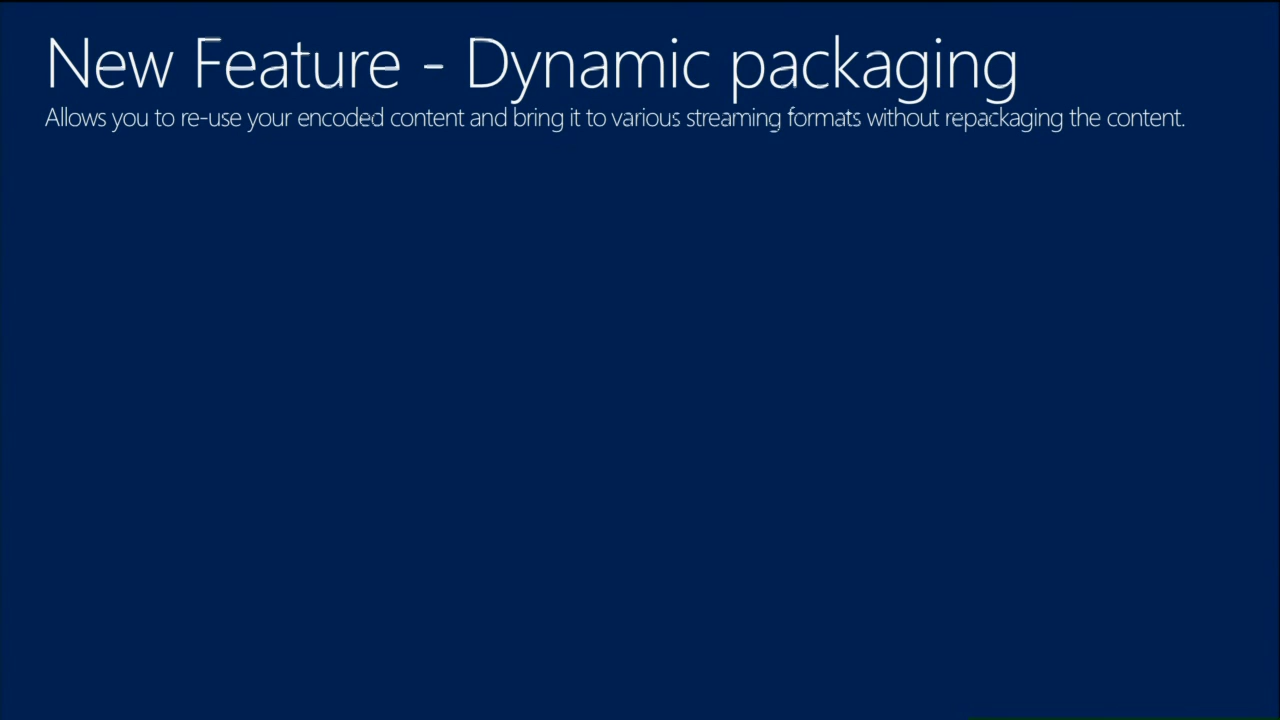 New Feature - Dynamic packaging
Allows you to re-use your encoded content and bring it to various streaming formats without repackaging the content.